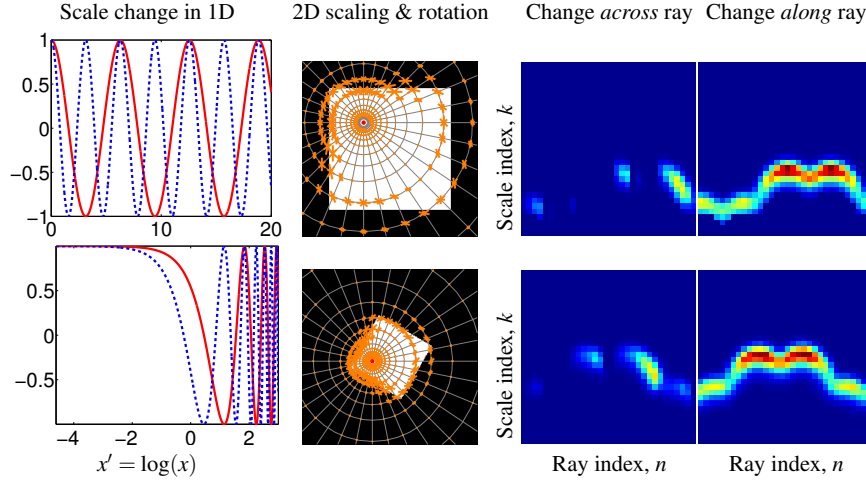 Scale change in 1D
2D scaling & rotation
Change across ray
Change along ray
1
0.5
0
−0.5
−1
0
5
10
15
20
Scale index, k
0.5
0
−0.5
−4
−2
0
2
x′ = log(x)
Scale index, k
Ray index, n
Ray index, n